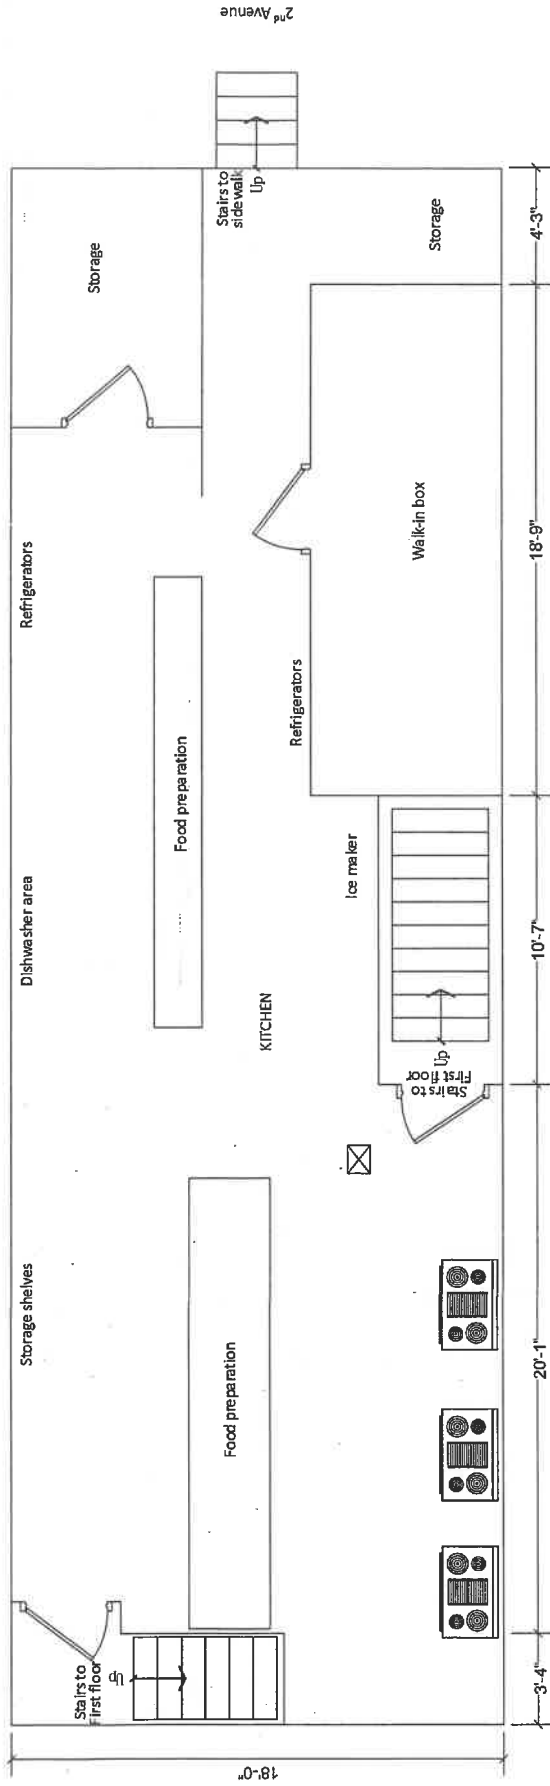 2nd Avenue
Stairs to
sidewalk
Up
Storage
Storage
4'-3"
Refrigerators
Walk-in box
18'-9"
Refrigerators
Food preparation
Dishwasher area
Ice maker
KITCHEN
10'-7"
Up
Stairs to
First floor
Storage shelves
Food preparation
20'-1"
Stairs to
First floor
Up
3'-4"
18'-0"